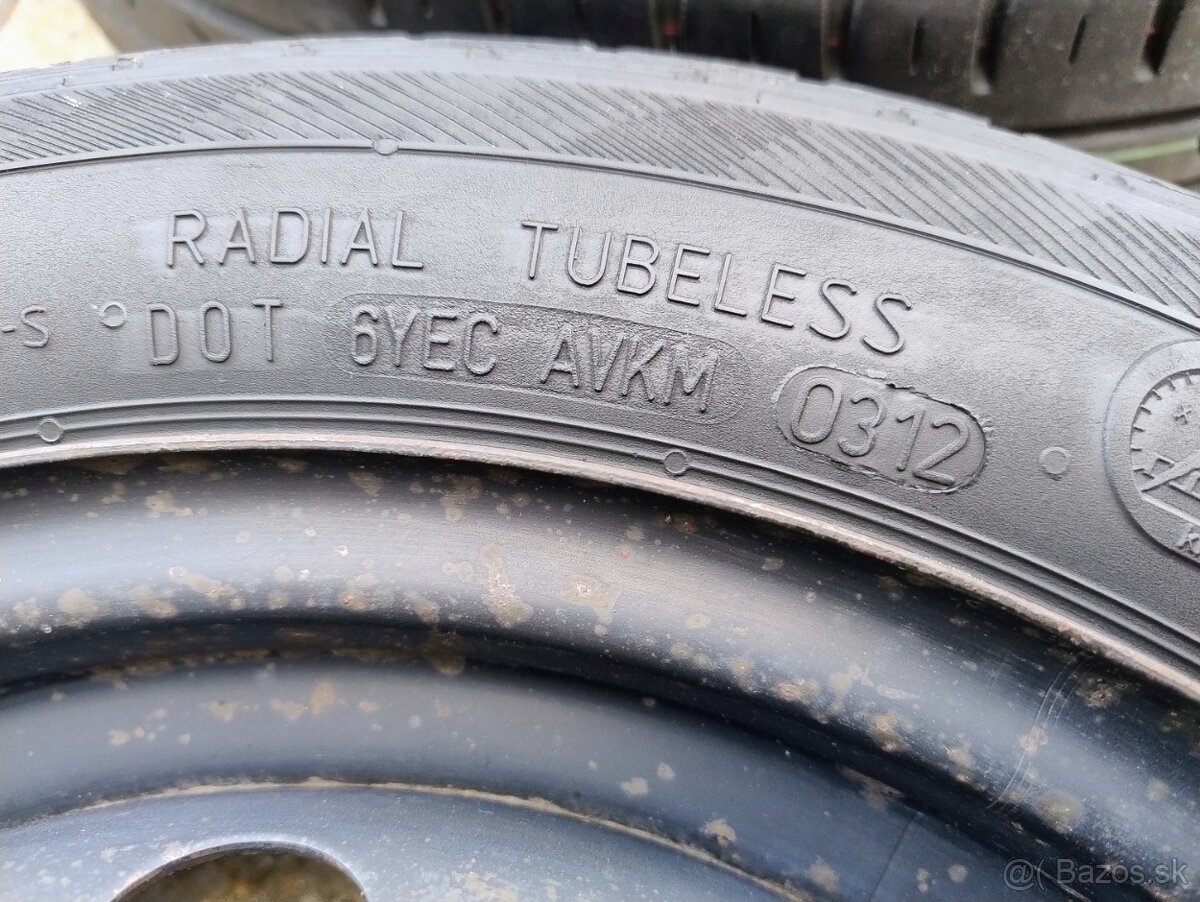 RADIAL TUBELESS
-S DOT 6YEC AVKM 0312
@( Bazos.sk